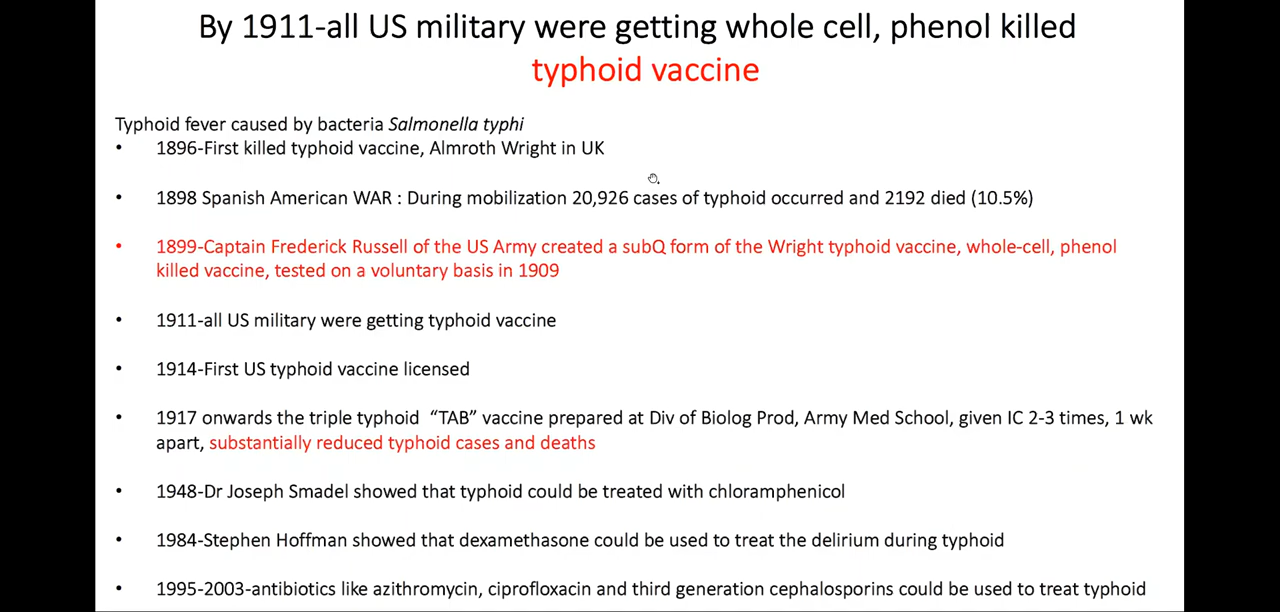 By 1911-all US military were getting whole cell, phenol killed
typhoid vaccine
Typhoid fever caused by bacteria Salmonella typhi
• 1896-First killed typhoid vaccine, Almroth Wright in UK
• 1898 Spanish American WAR : During mobilization 20,926 cases of typhoid occurred and 2192 died (10.5%)
• 1899-Captain Frederick Russell of the US Army created a subQ form of the Wright typhoid vaccine, whole-cell, phenol
killed vaccine, tested on a voluntary basis in 1909
• 1911-all US military were getting typhoid vaccine
• 1914-First US typhoid vaccine licensed
• 1917 onwards the triple typhoid “TAB” vaccine prepared at Div of Biolog Prod, Army Med School, given IC 2-3 times, 1 wk
apart, substantially reduced typhoid cases and deaths
• 1948-Dr Joseph Smadel showed that typhoid could be treated with chloramphenicol
• 1984-Stephen Hoffman showed that dexamethasone could be used to treat the delirium during typhoid
• 1995-2003-antibiotics like azithromycin, ciprofloxacin and third generation cephalosporins could be used to treat typhoid